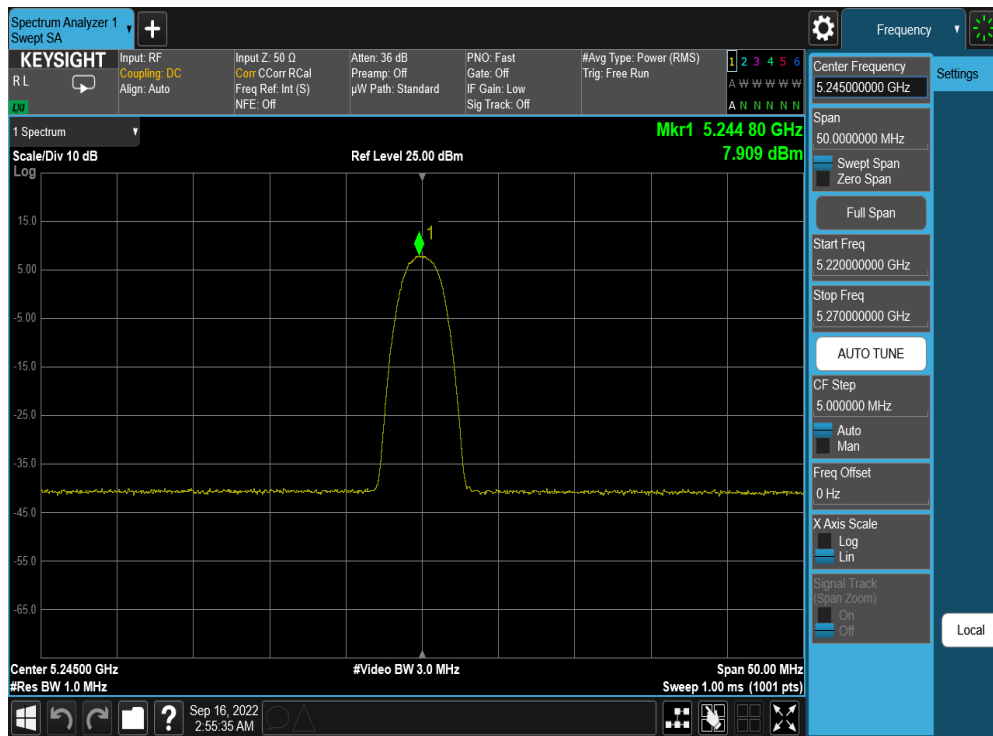 Spectrum Analyzer 1
Swept SA
+
Frequency
KEYSIGHT
R L
LNI
Input: RF
Coupling: DC
Align: Auto
Input Z: 50 Ω
Corr CCorr RCal
Freq Ref: Int (S)
NFE: Off
Atten: 36 dB
Preamp: Off
µW Path: Standard
PNO: Fast
Gate: Off
IF Gain: Low
Sig Track: Off
#Avg Type: Power (RMS)
Trig: Free Run
1 2 3 4 5 6
A W W W W W
A N N N N N
1 Spectrum
Scale/Div 10 dB
Log
Ref Level 25.00 dBm
Mkr1 5.244 80 GHz
7.909 dBm
1
15.0
5.00
-5.00
-15.0
-25.0
-35.0
-45.0
-55.0
-65.0
Center 5.24500 GHz
#Res BW 1.0 MHz
#Video BW 3.0 MHz
Span 50.00 MHz
Sweep 1.00 ms (1001 pts)
Center Frequency
5.245000000 GHz
Settings
Span
50.0000000 MHz
Swept Span
Zero Span
Full Span
Start Freq
5.220000000 GHz
Stop Freq
5.270000000 GHz
AUTO TUNE
CF Step
5.000000 MHz
Auto
Man
Freq Offset
0 Hz
X Axis Scale
Log
Lin
Signal Track
(Span Zoom)
On
Off
Local
?
Sep 16, 2022
2:55:35 AM